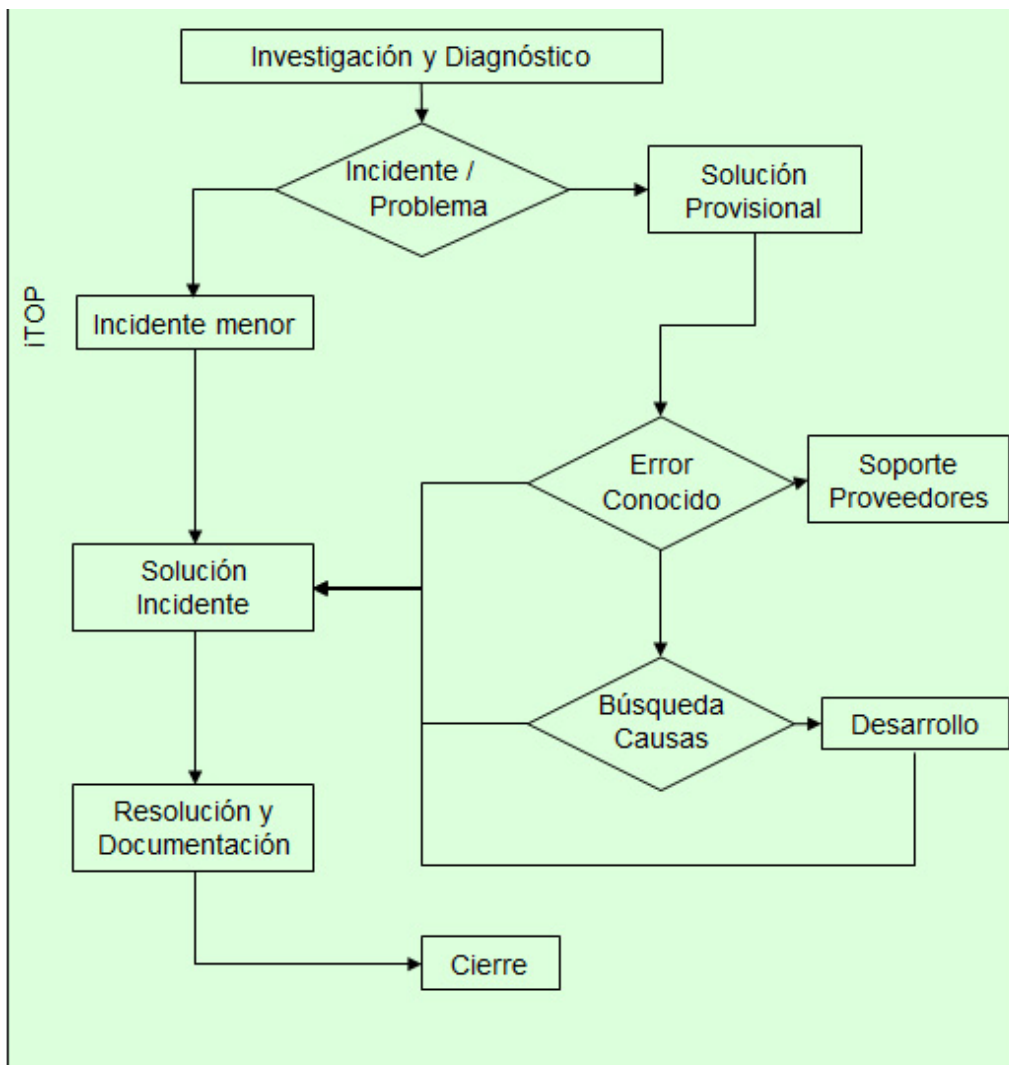 Investigación y Diagnóstico
Incidente /
Problema
Solución
Provisional
iTOP
Incidente menor
Error
Conocido
Soporte
Proveedores
Solución
Incidente
Búsqueda
Causas
Desarrollo
Resolución y
Documentación
Cierre